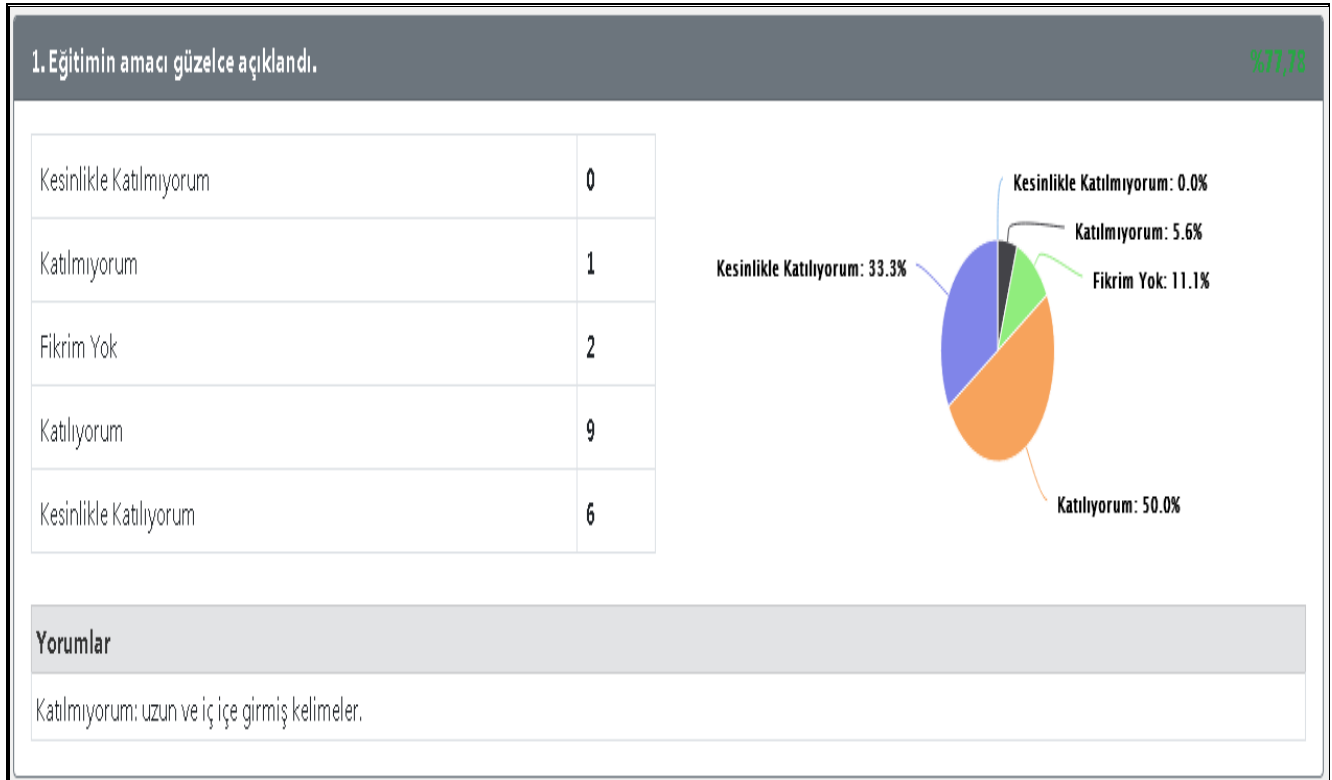 1. Eğitimin amacı güzelce açıklandı. %77,78
Kesinlikle Katılmıyorum 0
Katılmıyorum 1
Fikrim Yok 2
Katılıyorum 9
Kesinlikle Katılıyorum 6
Kesinlikle Katılmıyorum: 0.0%
Katılmıyorum: 5.6%
Kesinlikle Katılıyorum: 33.3%
Fikrim Yok: 11.1%
Katılıyorum: 50.0%
Yorumlar
Katılmıyorum: uzun ve iç içe girmiş kelimeler.